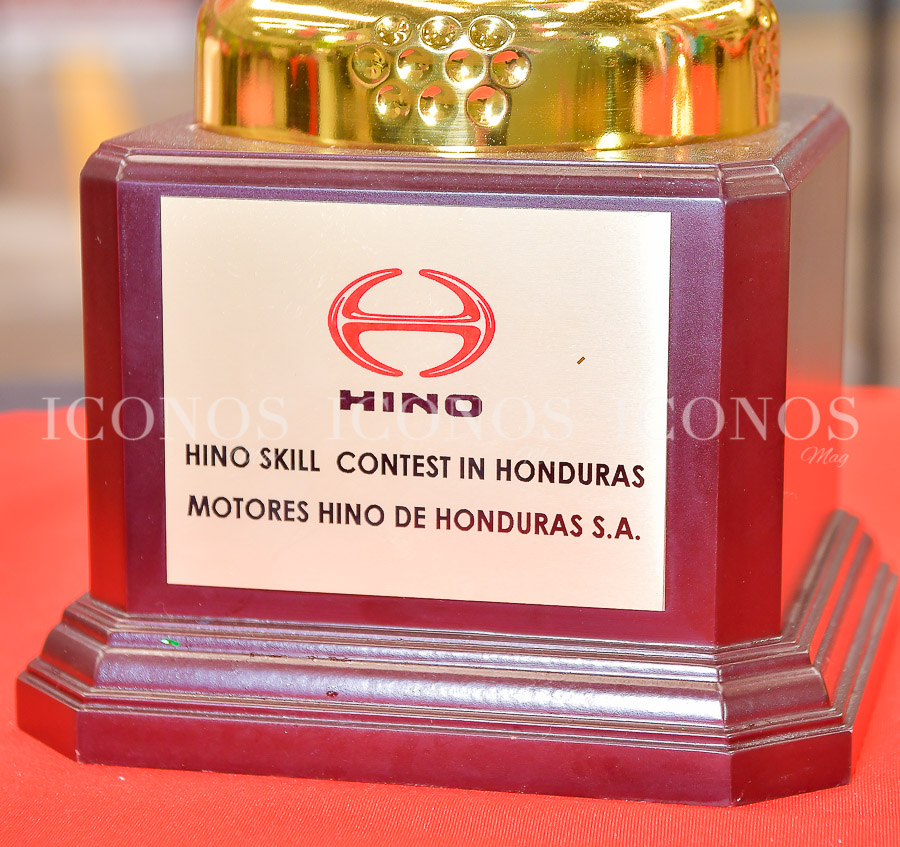 HINO
ICONOS ICONOS ICONOS
Mag
HINO SKILL CONTEST IN HONDURAS
MOTORES HINO DE HONDURAS S.A.